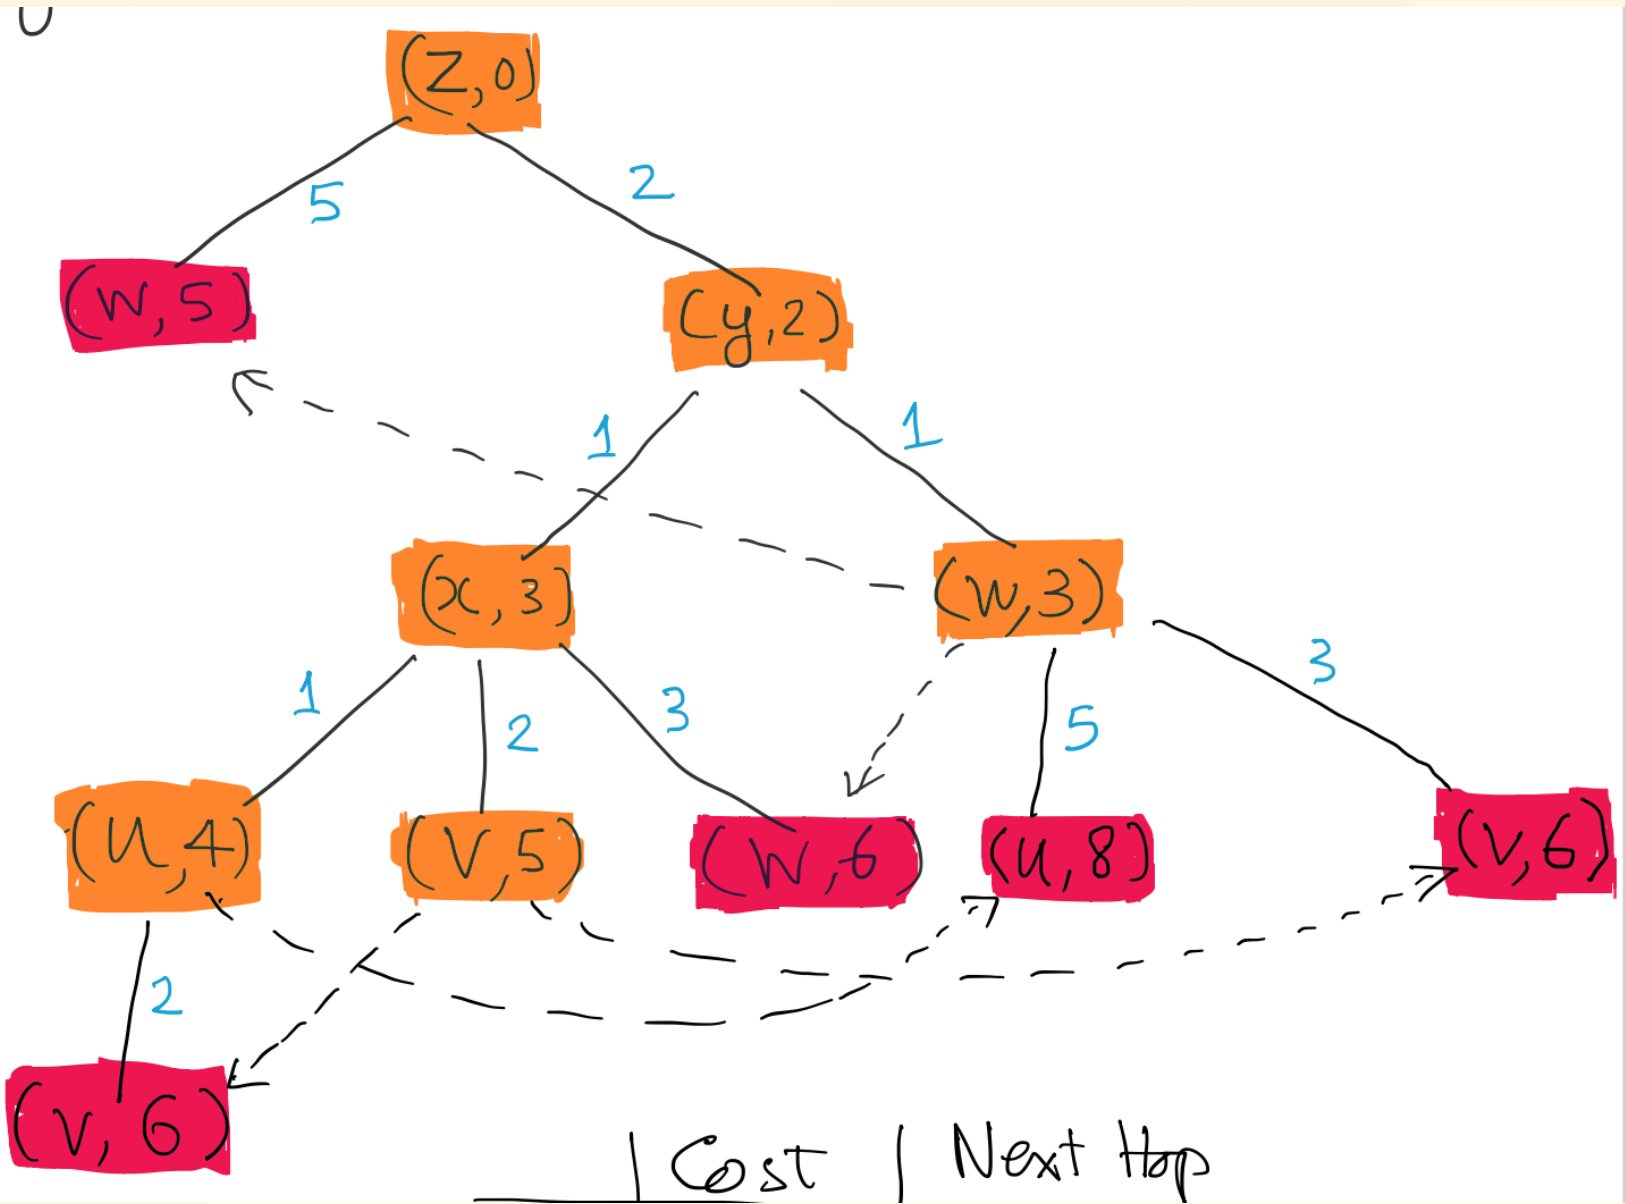 (Z,0)
5
2
(W,5)
(y,2)
1
1
(x,3)
(W,3)
1
2
3
5
3
(U,4)
(V,5)
(W,6)
(U,8)
(V,6)
2
(V,6)
Cost | Next Hop